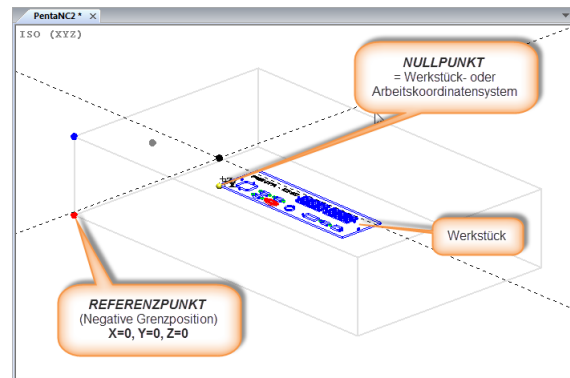 PentaNC2 *
ISO (XYZ)
NULLPUNKT
= Werkstück- oder
Arbeitskoordinatensystem
Werkstück
REFERENZPUNKT
(Negative Grenzposition)
X=0, Y=0, Z=0